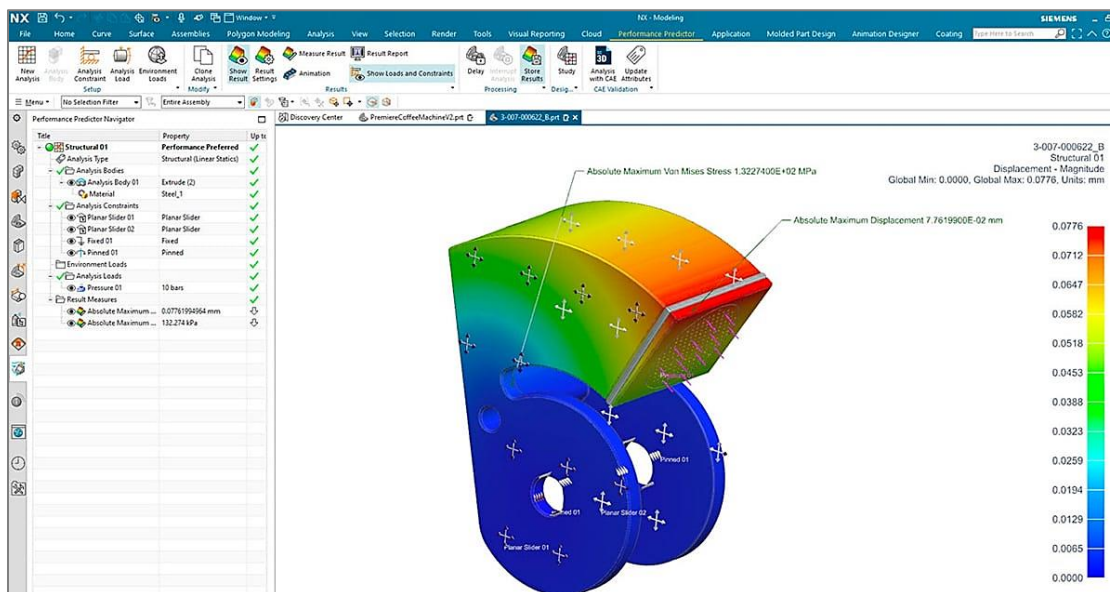 NX
Window
NX - Modeling
SIEMENS
File Home Curve Surface Assemblies Polygon Modeling Analysis View Selection Render Tools Visual Reporting Cloud Performance Predictor Application Molded Part Design Animation Designer Coating Type Here to Search
New Analysis
Analysis Body
Analysis Constraint
Analysis Load
Environment Loads
Setup
Clone Analysis
Modify
Show Result
Result Settings
Measure Result
Animation
Result Report
Show Loads and Constraints
Results
Delay
Interrupt Analysis
Store Results
Processing
Study
Desig...
Analysis with CAE
Update Attributes
CAE Validation
Menu
No Selection Filter
Entire Assembly
Performance Predictor Navigator
Discovery Center
PremiereCoffeeMachineV2.prt
3-007-000622_B.prt
Title Property Up to
Structural 01 Performance Preferred
Analysis Type Structural (Linear Statics)
Analysis Bodies
Analysis Body 01 Extrude (2)
Material Steel_1
Analysis Constraints
Planar Slider 01 Planar Slider
Planar Slider 02 Planar Slider
Fixed 01 Fixed
Pinned 01 Pinned
Environment Loads
Analysis Loads
Pressure 01 10 bars
Result Measures
Absolute Maximum ... 0.07761994964 mm
Absolute Maximum ... 132.274 kPa
3-007-000622_B
Structural 01
Displacement - Magnitude
Global Min: 0.0000, Global Max: 0.0776, Units: mm
Absolute Maximum Von Mises Stress 1.3227400E+02 MPa
Absolute Maximum Displacement 7.7619900E-02 mm
Pinned 01
Planar Slider 02
Planar Slider 01
0.0776
0.0712
0.0647
0.0582
0.0518
0.0453
0.0388
0.0323
0.0259
0.0194
0.0129
0.0065
0.0000